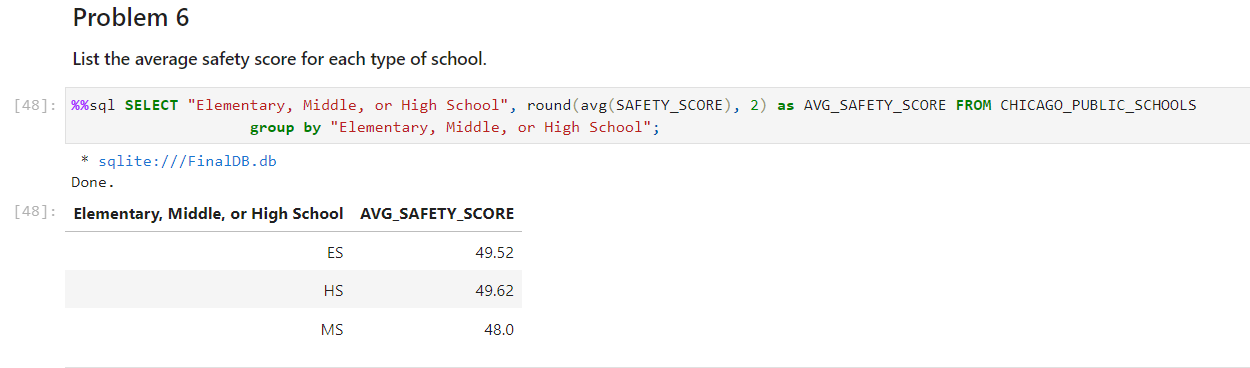 Problem 6
List the average safety score for each type of school.
[48]: %%sql SELECT "Elementary, Middle, or High School", round(avg(SAFETY_SCORE), 2) as AVG_SAFETY_SCORE FROM CHICAGO_PUBLIC_SCHOOLS
group by "Elementary, Middle, or High School";
* sqlite:///FinalDB.db
Done.
[48]: Elementary, Middle, or High School AVG_SAFETY_SCORE
ES 49.52
HS 49.62
MS 48.0